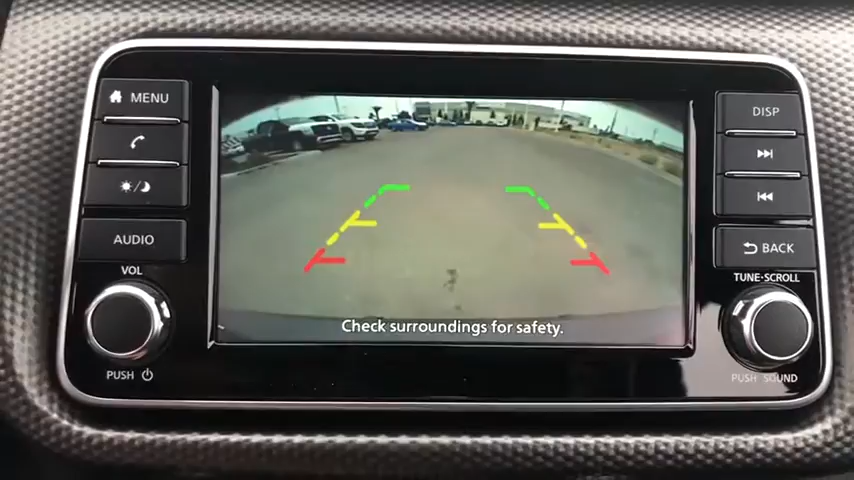 MENU
AUDIO
VOL
PUSH
Check surroundings for safety.
DISP
BACK
TUNE·SCROLL
PUSH SOUND